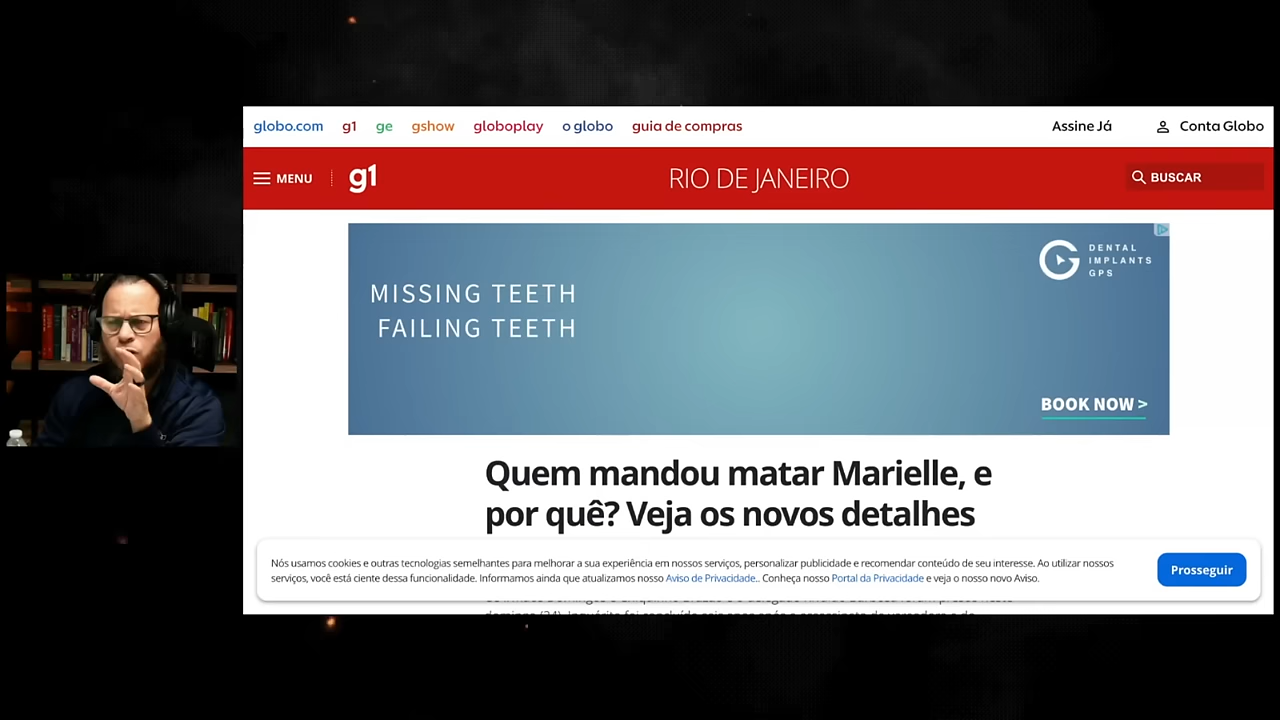 globo.com g1 ge gshow globoplay o globo guia de compras Assine Já Conta Globo
MENU g1 RIO DE JANEIRO BUSCAR
DENTAL
IMPLANTS
GPS
MISSING TEETH
FAILING TEETH
BOOK NOW >
Quem mandou matar Marielle, e
por quê? Veja os novos detalhes
Nós usamos cookies e outras tecnologias semelhantes para melhorar a sua experiência em nossos serviços, personalizar publicidade e recomendar conteúdo de seu interesse. Ao utilizar nossos
serviços, você está ciente dessa funcionalidade. Informamos ainda que atualizamos nosso Aviso de Privacidade.. Conheça nosso Portal da Privacidade e veja o nosso novo Aviso.
Prosseguir